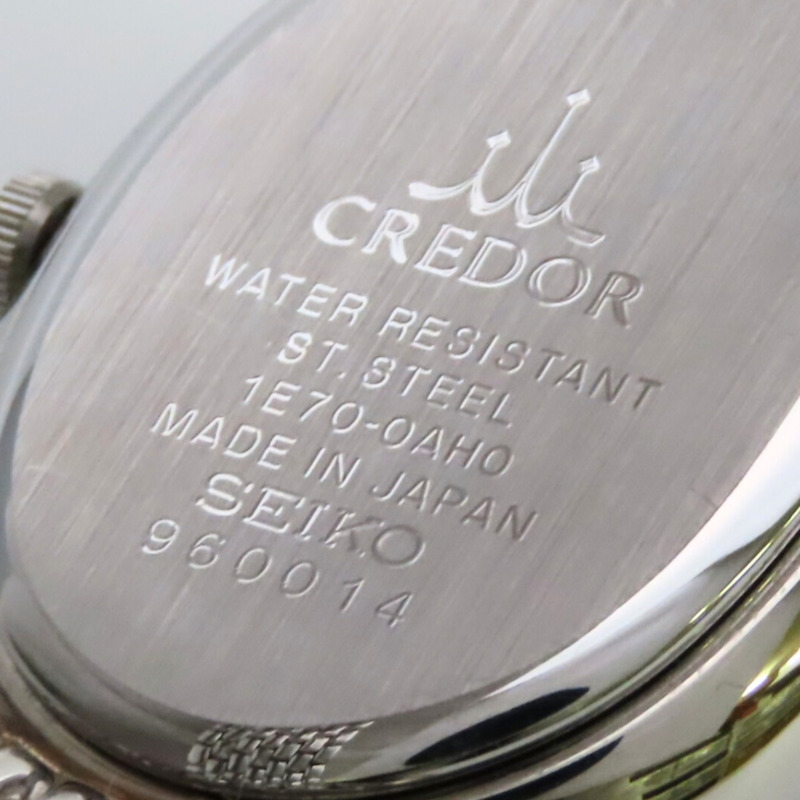 CREDOR
WATER RESISTANT
ST. STEEL
1E70-0AH0
MADE IN JAPAN
SEIKO
960014